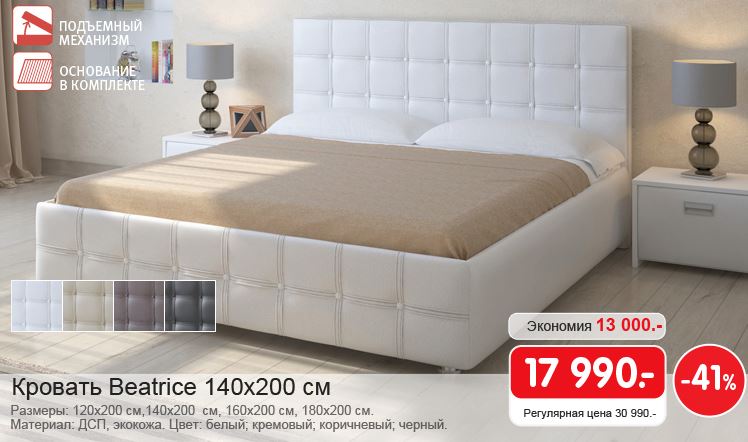 ПОДЪЕМНЫЙ
МЕХАНИЗМ
ОСНОВАНИЕ
В КОМПЛЕКТЕ
Экономия 13 000.-
17 990.-
-41%
Регулярная цена 30 990.-
Кровать Beatrice 140x200 см
Размеры: 120x200 см,140x200 см, 160x200 см, 180x200 см.
Материал: ДСП, экокожа. Цвет: белый; кремовый; коричневый; черный.